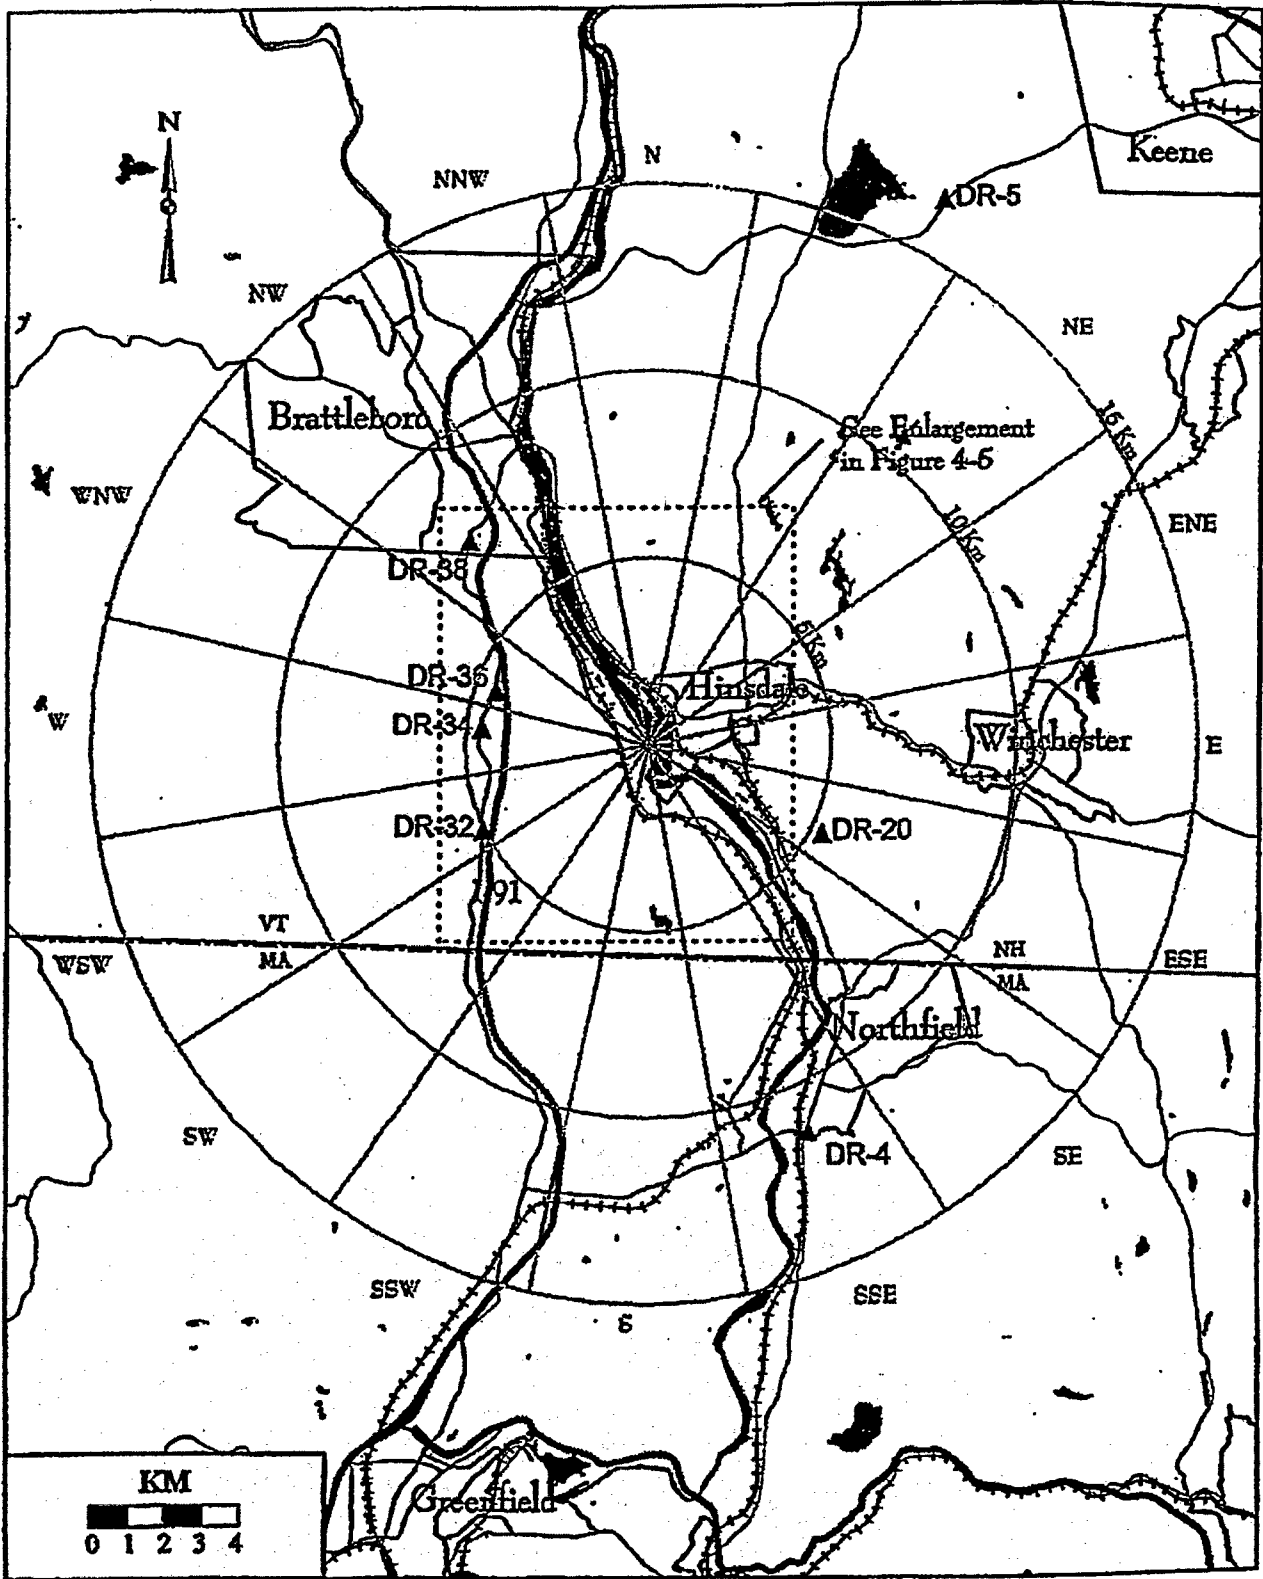 N
N
NNW
Keene
DR-5
NW
NE
Brattleboro
15 Km
See Enlargement
in Figure 4-5
WNW
10 Km
ENE
DR-38
5 Km
DR-36
Hinsdale
W
DR-34
Winchester
E
DR-32
DR-20
I-91
VT
NH
WSW
MA
ESE
MA
Northfield
SW
DR-4
SE
SSW
SSE
S
KM
Greenfield
0 1 2 3 4